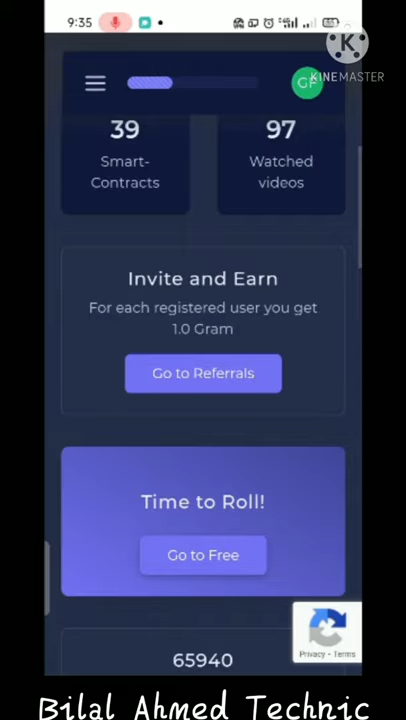 9:35
K
KINEMASTER
GF
39
97
Smart-
Contracts
Watched
videos
Invite and Earn
For each registered user you get
1.0 Gram
Go to Referrals
Time to Roll!
Go to Free
65940
Privacy - Terms
Bilal Ahmed Technic